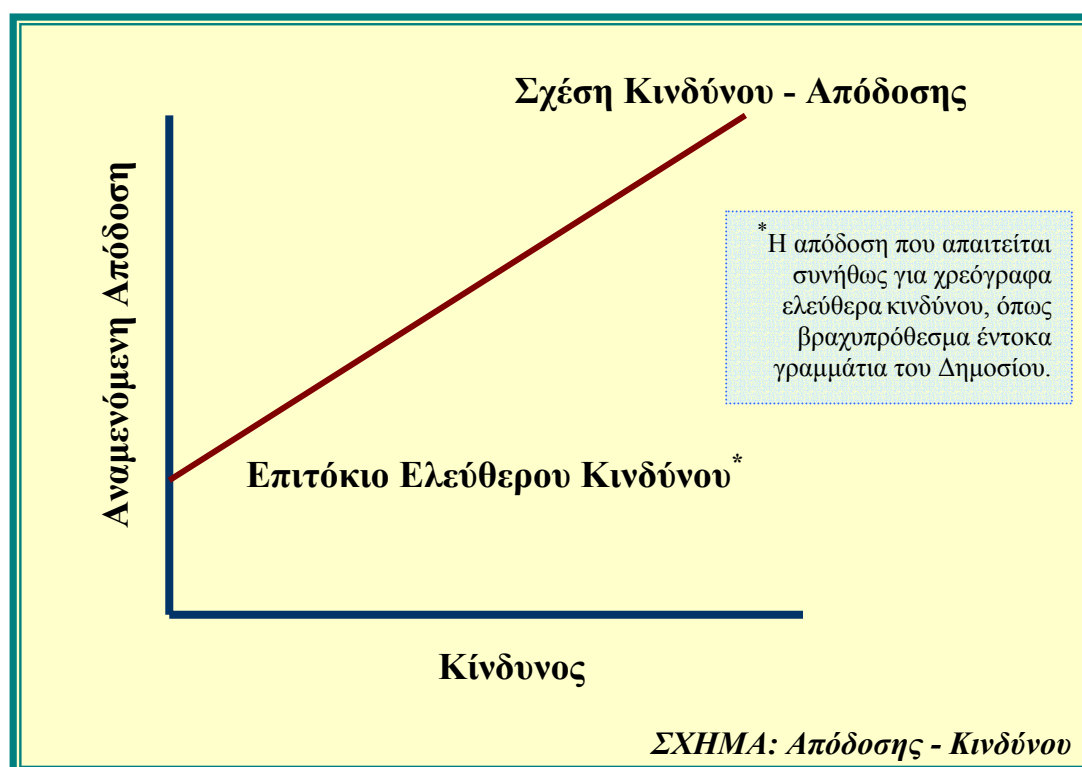 Σχέση Κινδύνου - Απόδοσης
Αναμενόμενη Απόδοση
*Η απόδοση που απαιτείται
συνήθως για χρεόγραφα
ελεύθερα κινδύνου, όπως
βραχυπρόθεσμα έντοκα
γραμμάτια του Δημοσίου.
Επιτόκιο Ελεύθερου Κινδύνου*
Κίνδυνος
ΣΧΗΜΑ: Απόδοσης - Κινδύνου